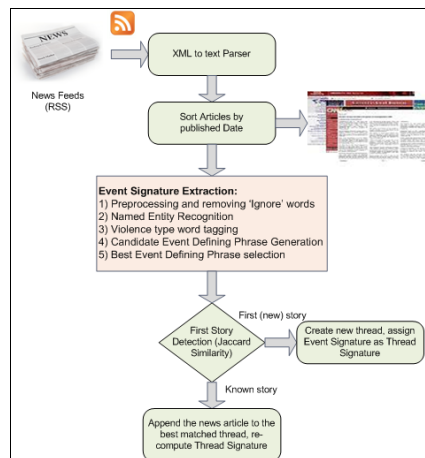 NEWS
News Feeds
(RSS)
XML to text Parser
Sort Articles by
published Date
Event Signature Extraction:
1) Preprocessing and removing 'Ignore' words
2) Named Entity Recognition
3) Violence type word tagging
4) Candidate Event Defining Phrase Generation
5) Best Event Defining Phrase selection
First (new) story
First Story
Detection (Jaccard
Similarity)
Create new thread, assign
Event Signature as Thread
Signature
Known story
Append the news article to the
best matched thread, re-
compute Thread Signature